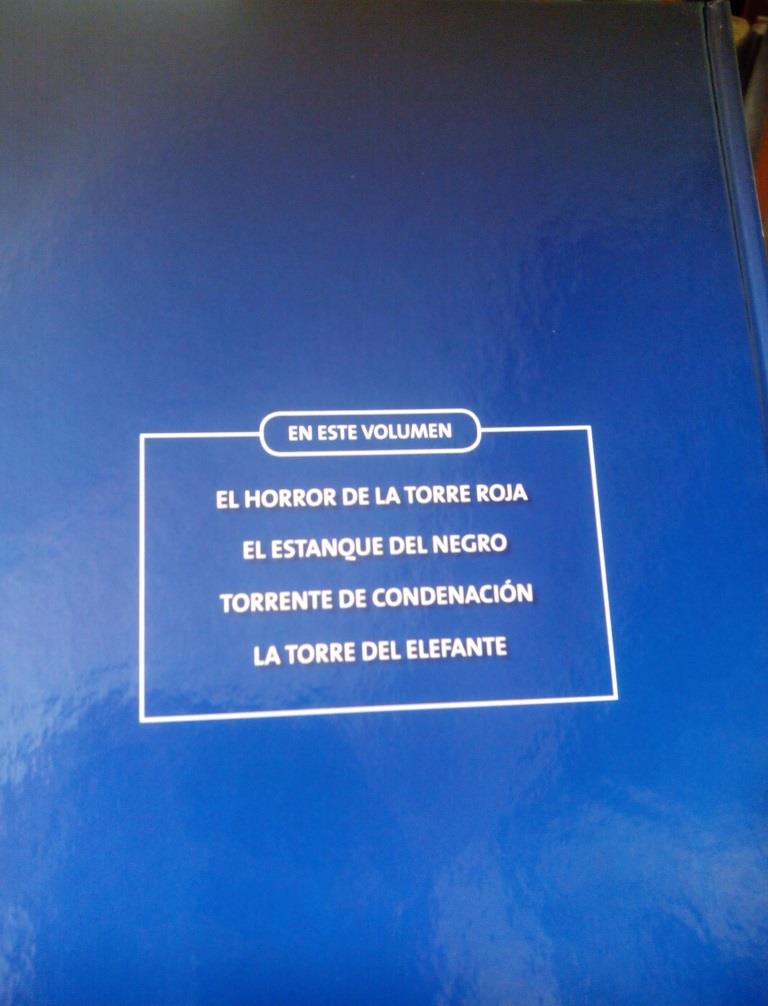 EN ESTE VOLUMEN
EL HORROR DE LA TORRE ROJA
EL ESTANQUE DEL NEGRO
TORRENTE DE CONDENACIÓN
LA TORRE DEL ELEFANTE